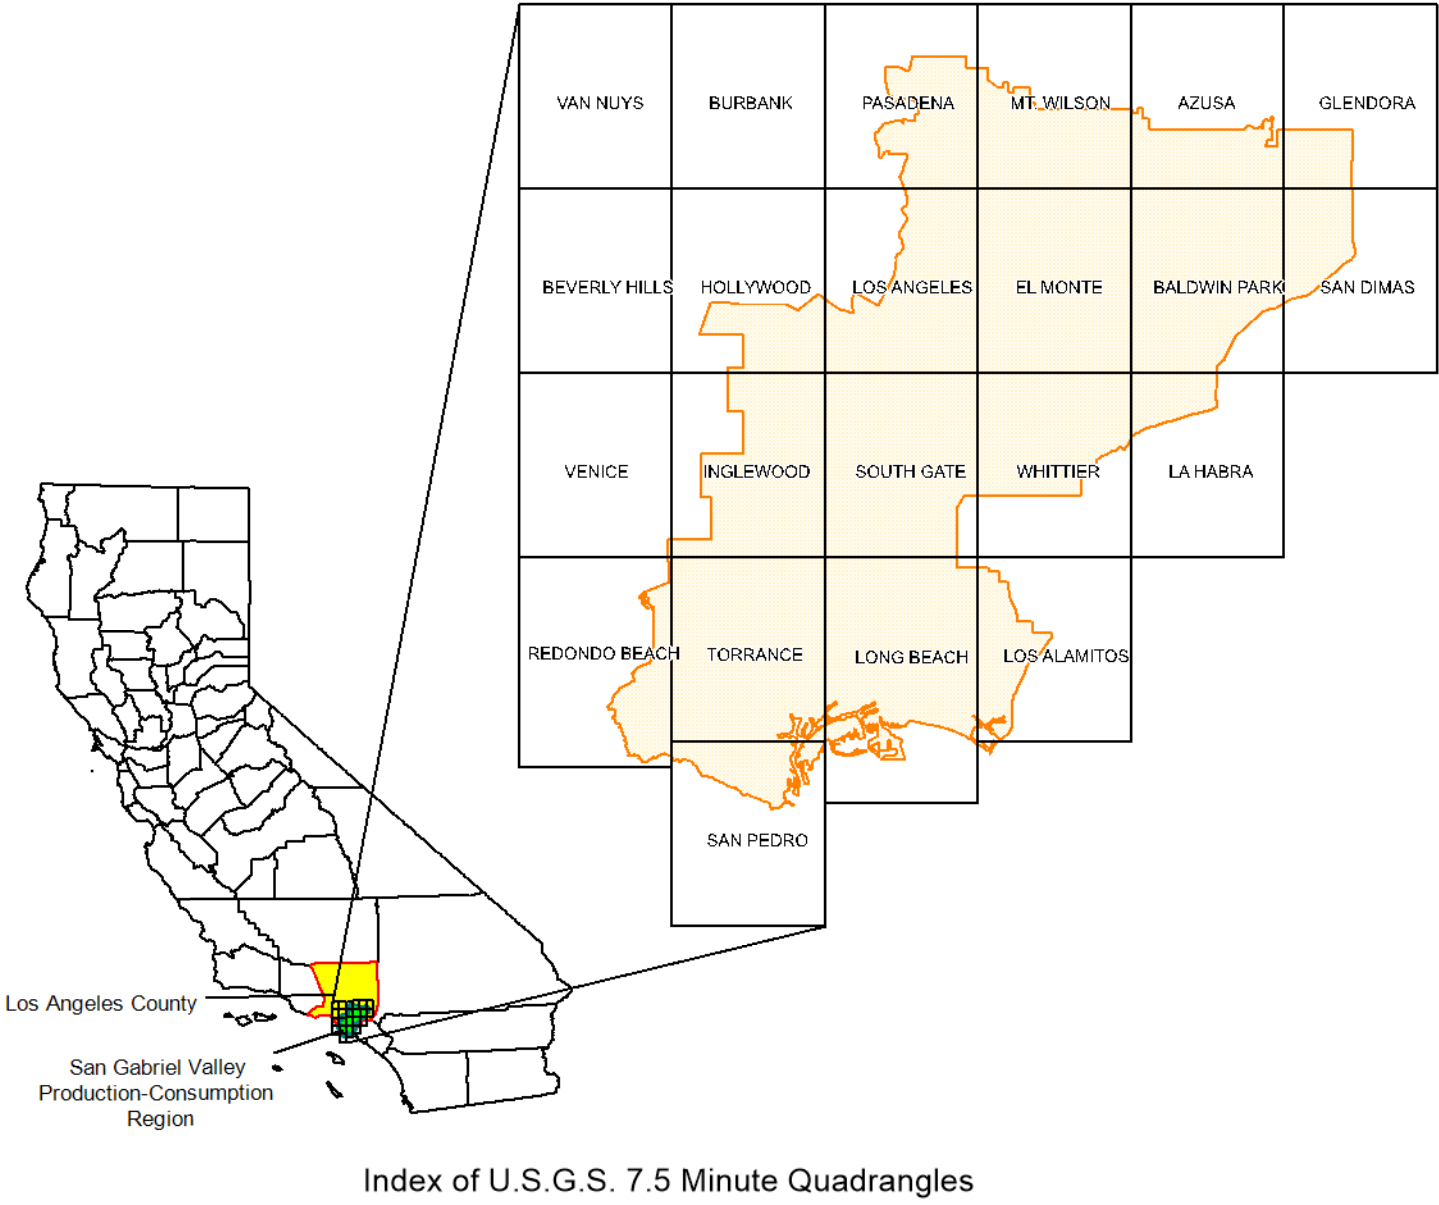 VAN NUYS
BURBANK
PASADENA
MT. WILSON
AZUSA
GLENDORA
BEVERLY HILLS
HOLLYWOOD
LOS ANGELES
EL MONTE
BALDWIN PARK
SAN DIMAS
VENICE
INGLEWOOD
SOUTH GATE
WHITTIER
LA HABRA
REDONDO BEACH
TORRANCE
LONG BEACH
LOS ALAMITOS
SAN PEDRO
Los Angeles County
San Gabriel Valley
Production-Consumption
Region
Index of U.S.G.S. 7.5 Minute Quadrangles